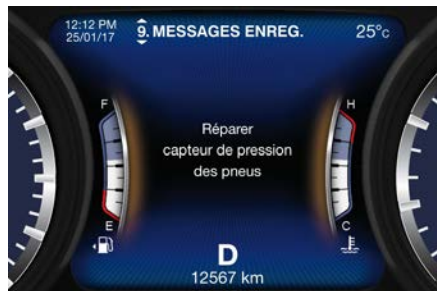 12:12 PM
25/01/17
9. MESSAGES ENREG.
25°c
F
H
Réparer
capteur de pression
des pneus
E
C
D
12567 km